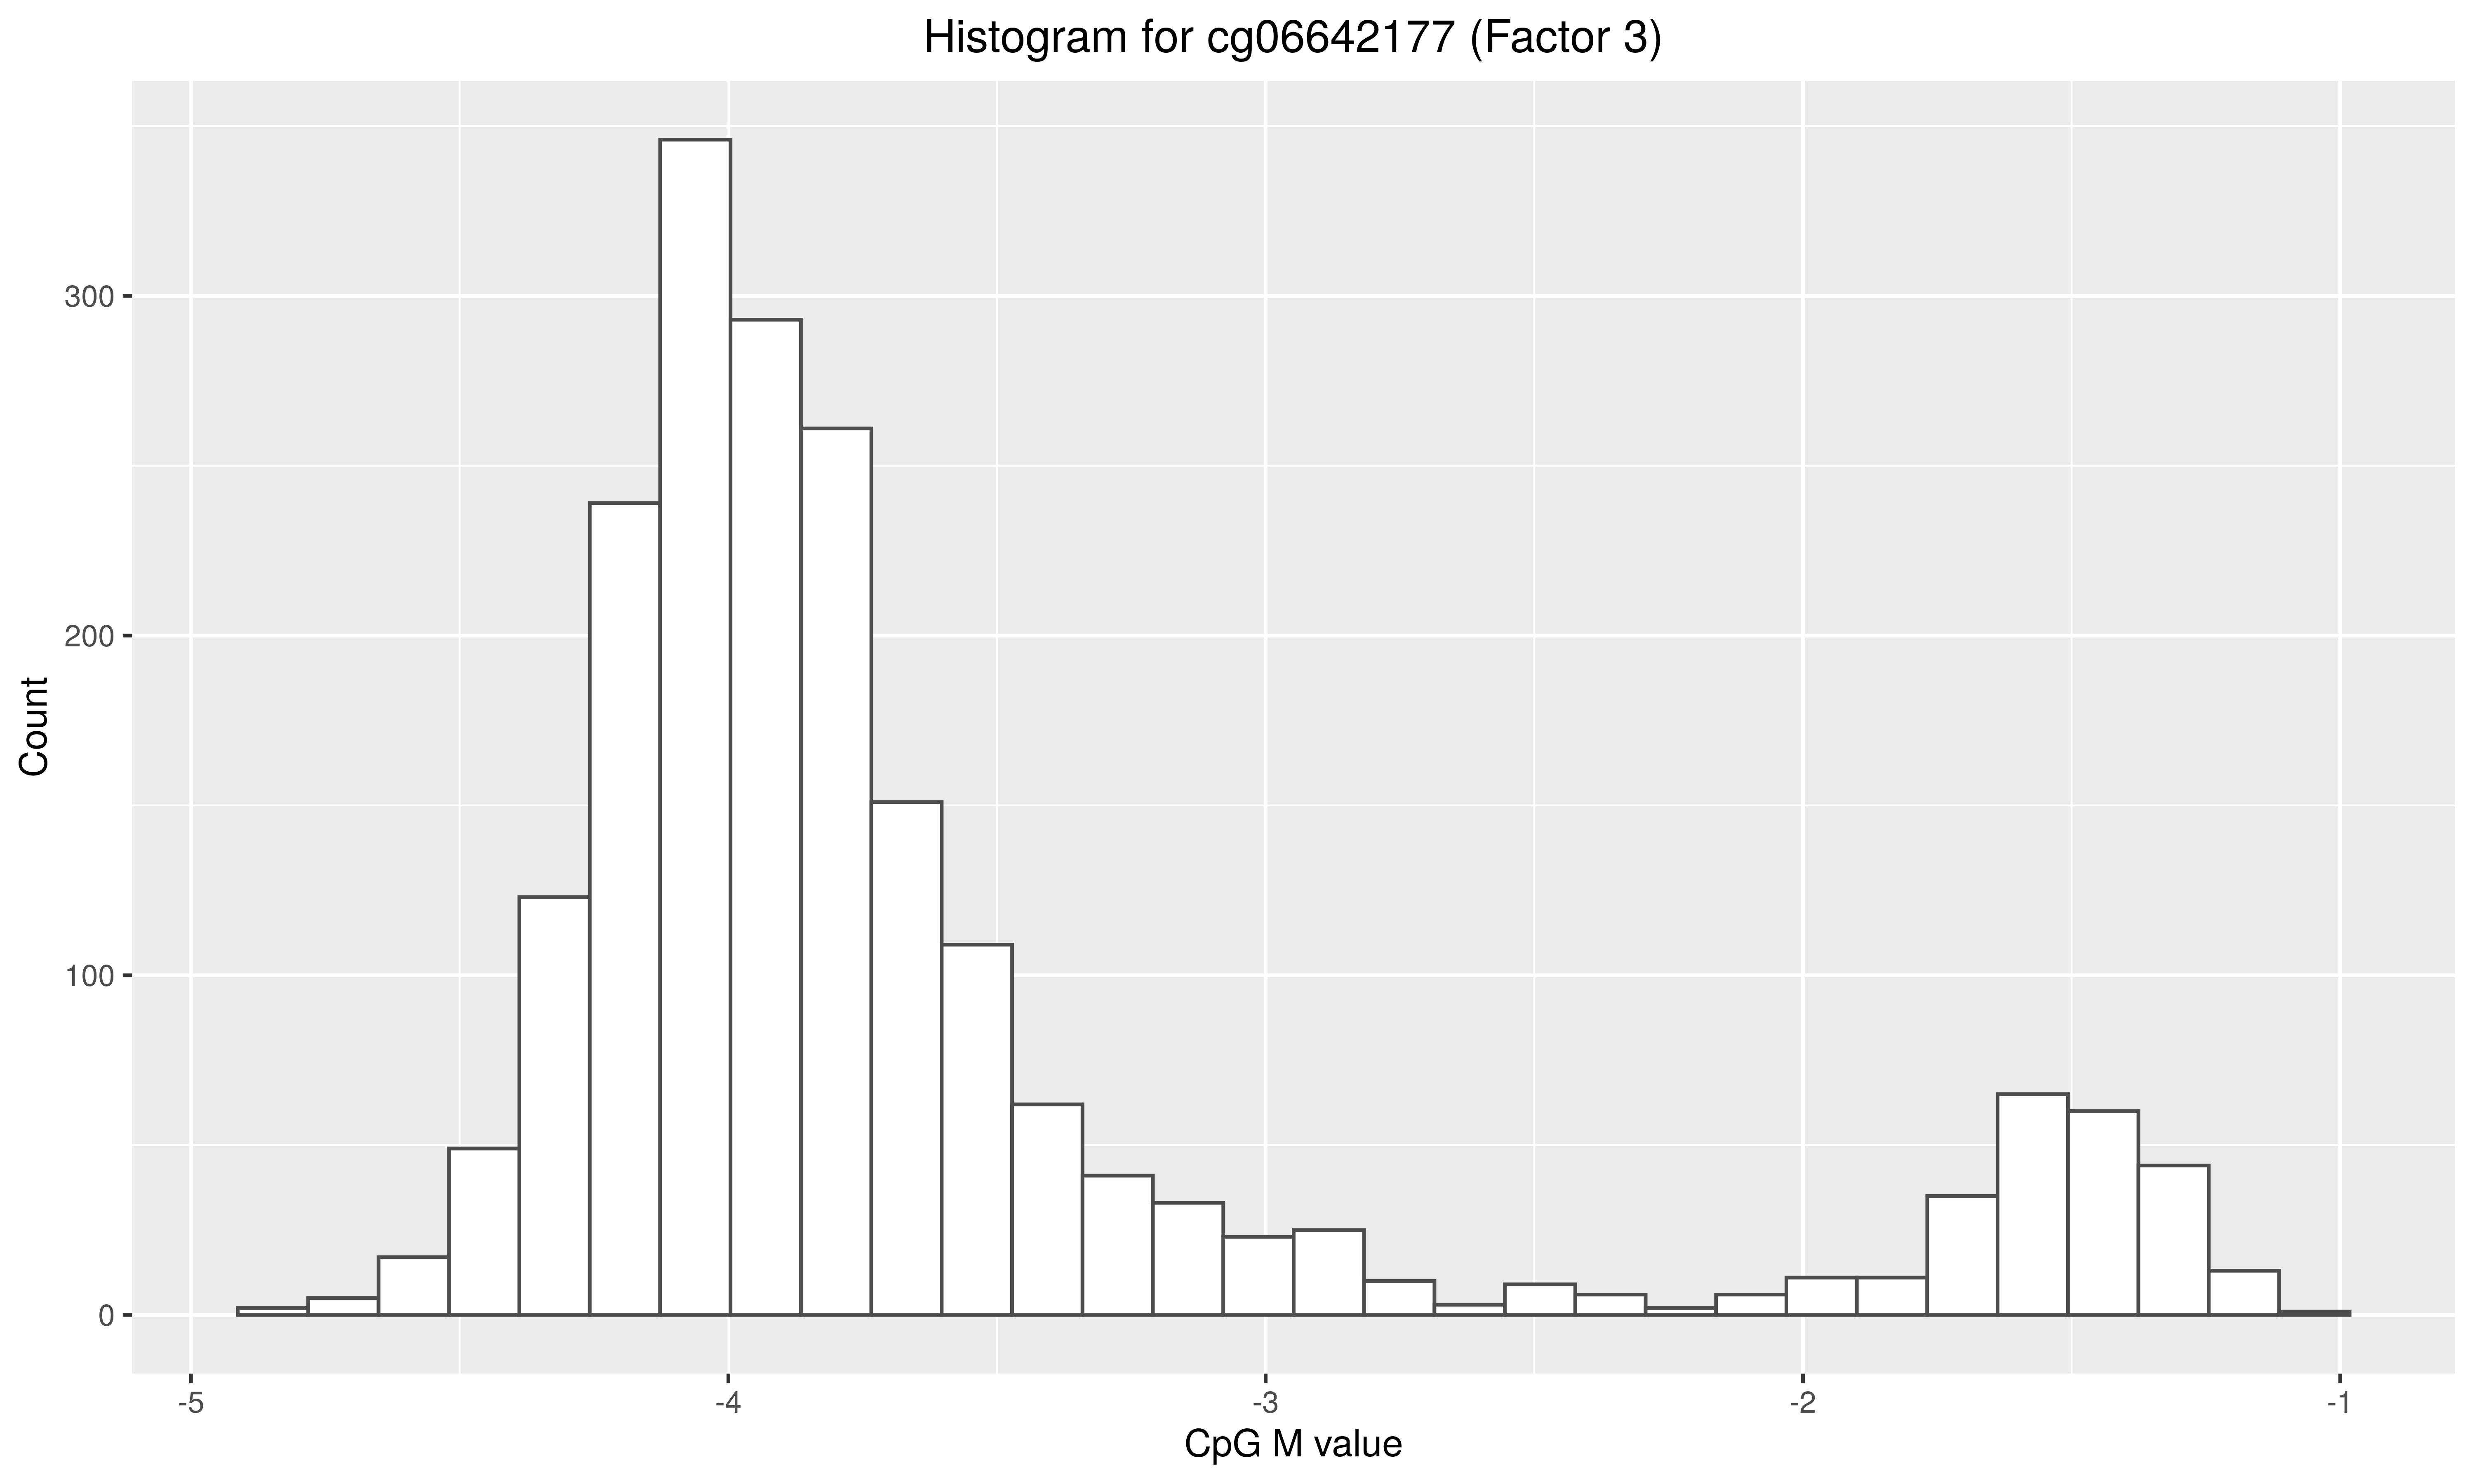 Histogram for cg06642177 (Factor 3)
Count
300
200
100
0
-5 -4 -3 -2 -1
CpG M value